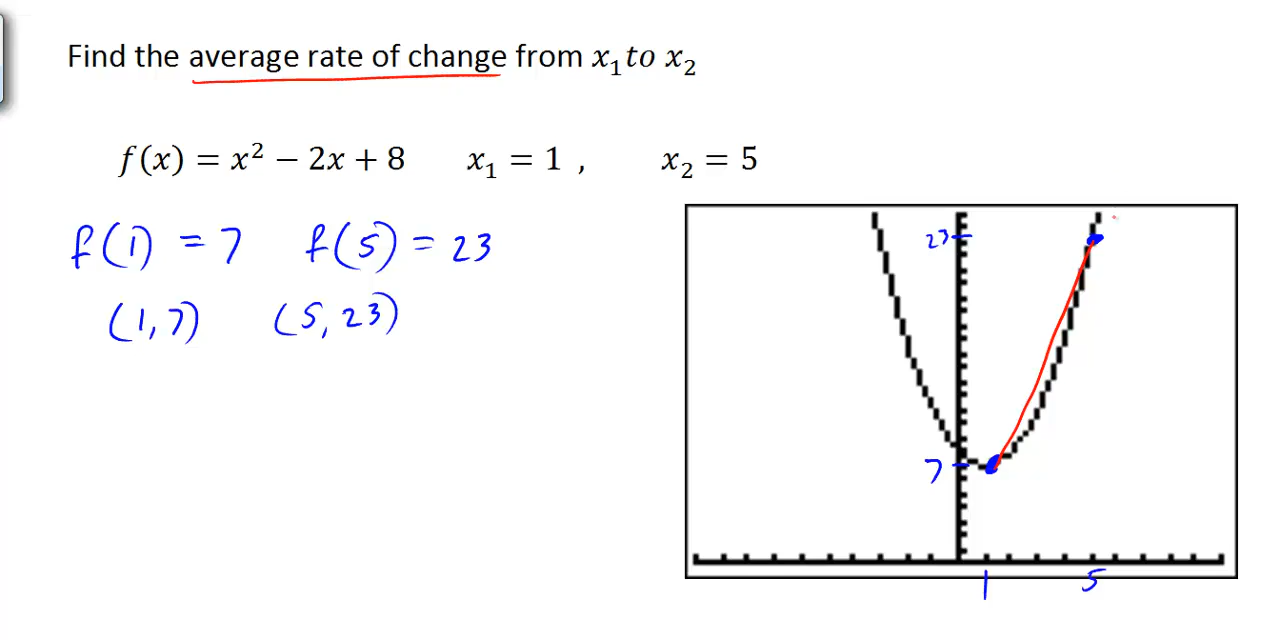 Find the average rate of change from x₁ to x₂
f(x) = x² − 2x + 8 x₁ = 1 , x₂ = 5
f(1) = 7 f(5) = 23
(1,7) (5,23)
23
7
1 5